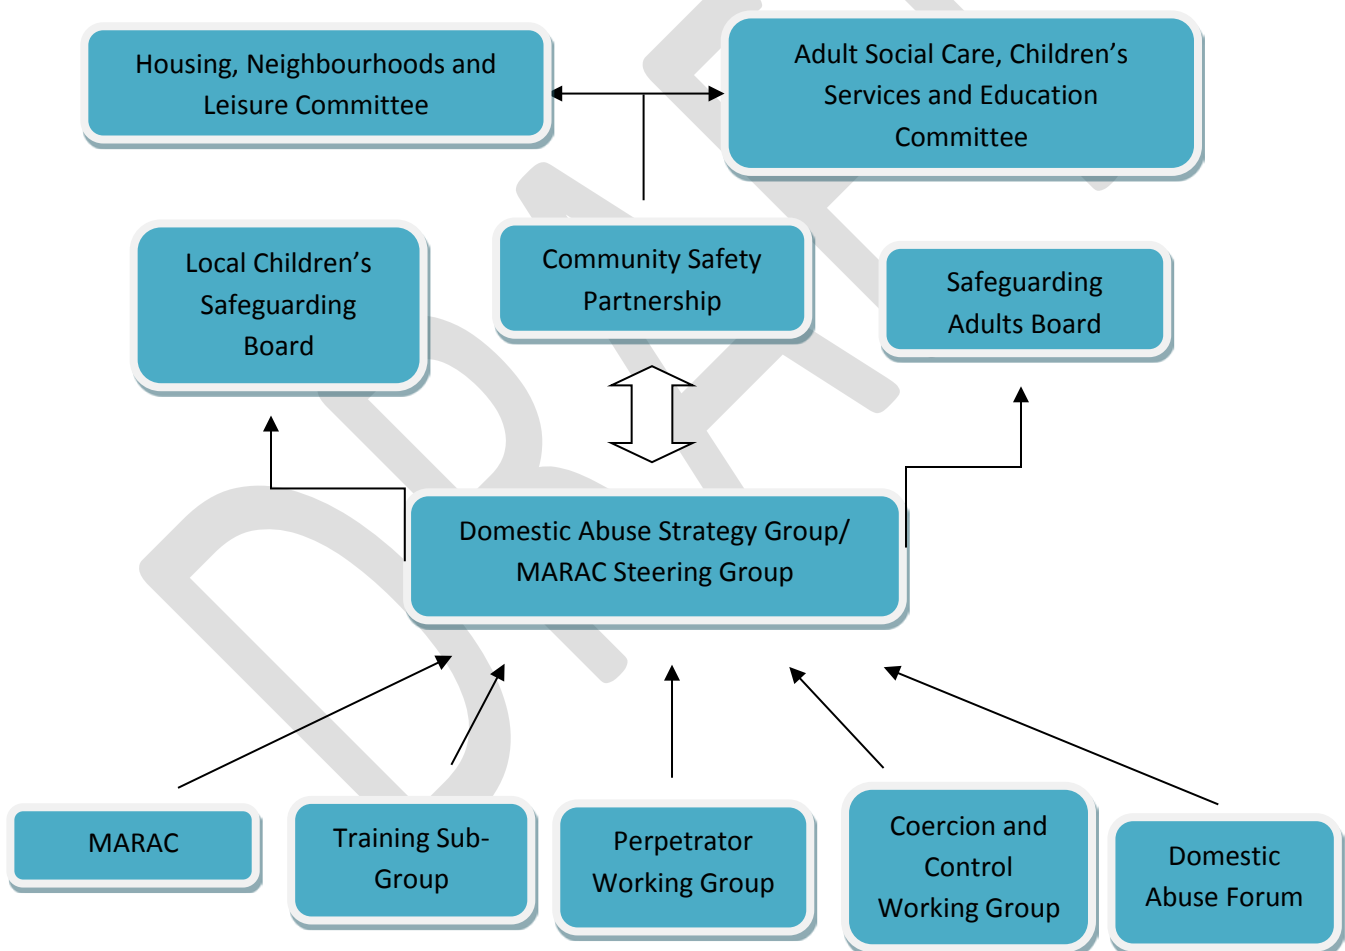 Housing, Neighbourhoods and
Leisure Committee
Adult Social Care, Children’s
Services and Education
Committee
Local Children’s
Safeguarding
Board
Community Safety
Partnership
Safeguarding
Adults Board
Domestic Abuse Strategy Group/
MARAC Steering Group
MARAC
Training Sub-
Group
Perpetrator
Working Group
Coercion and
Control
Working Group
Domestic
Abuse Forum
DRAFT